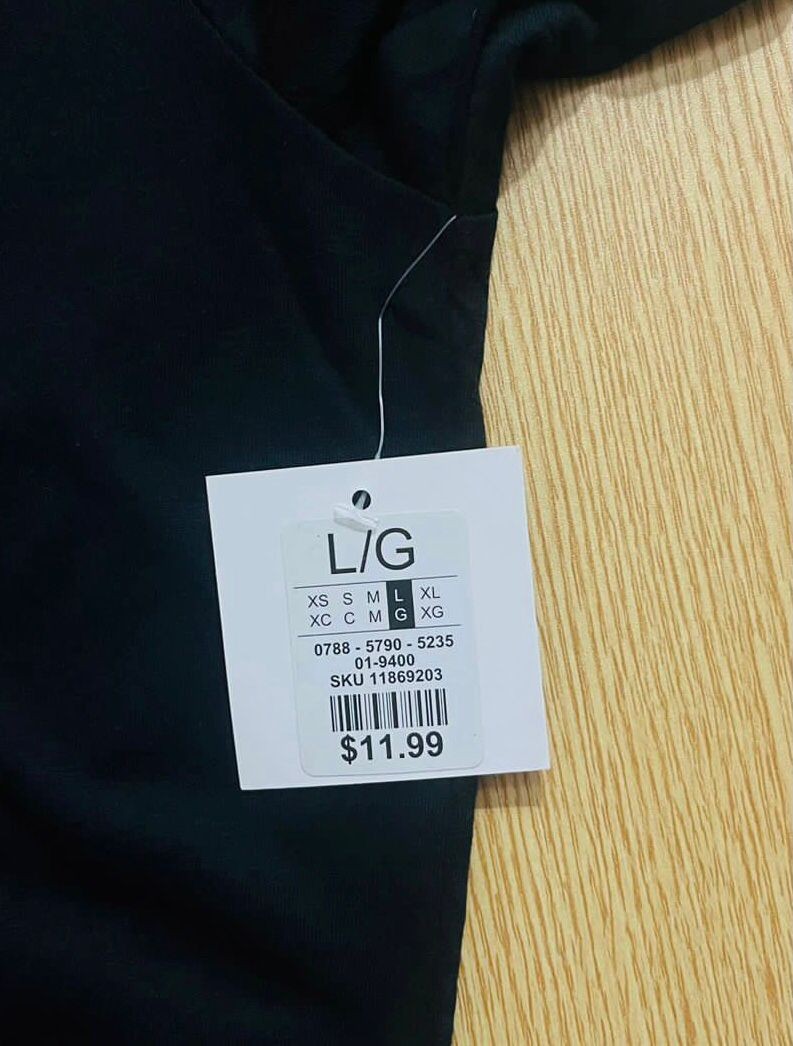 L/G
XS S M L XL
XC C M G XG
0788 - 5790 - 5235
01-9400
SKU 11869203
$11.99